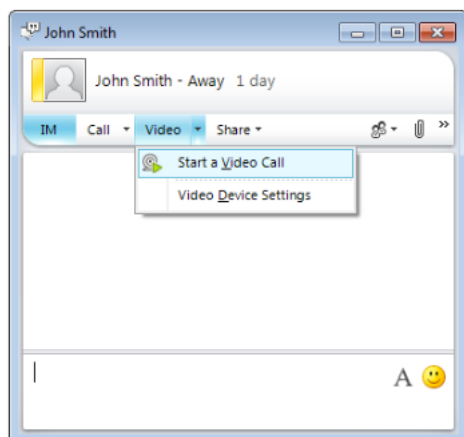 John Smith
John Smith - Away 1 day
IM Call Video Share
Start a Video Call
Video Device Settings
A